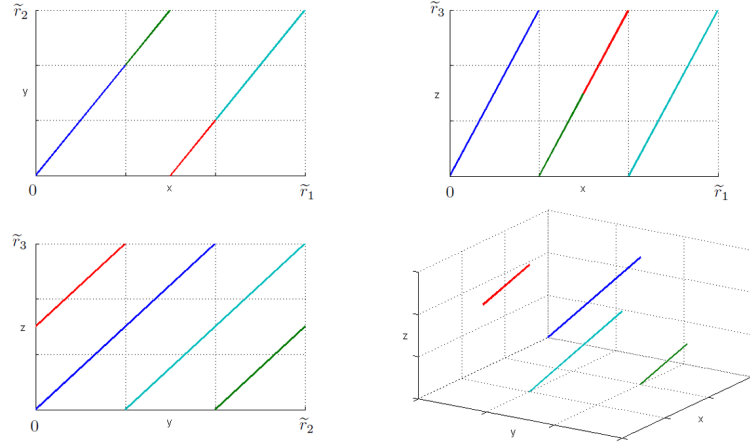 r̃₂ r̃₃
y z
0 x r̃₁ 0 x r̃₁
r̃₃
z z
0 y r̃₂ y x